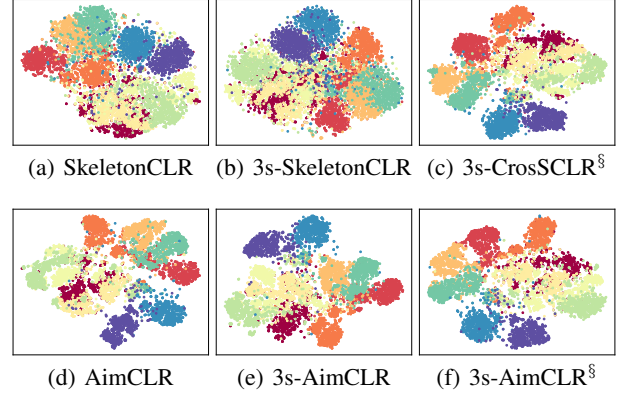 (a) SkeletonCLR (b) 3s-SkeletonCLR (c) 3s-CrosSCLR§
(d) AimCLR (e) 3s-AimCLR (f) 3s-AimCLR§